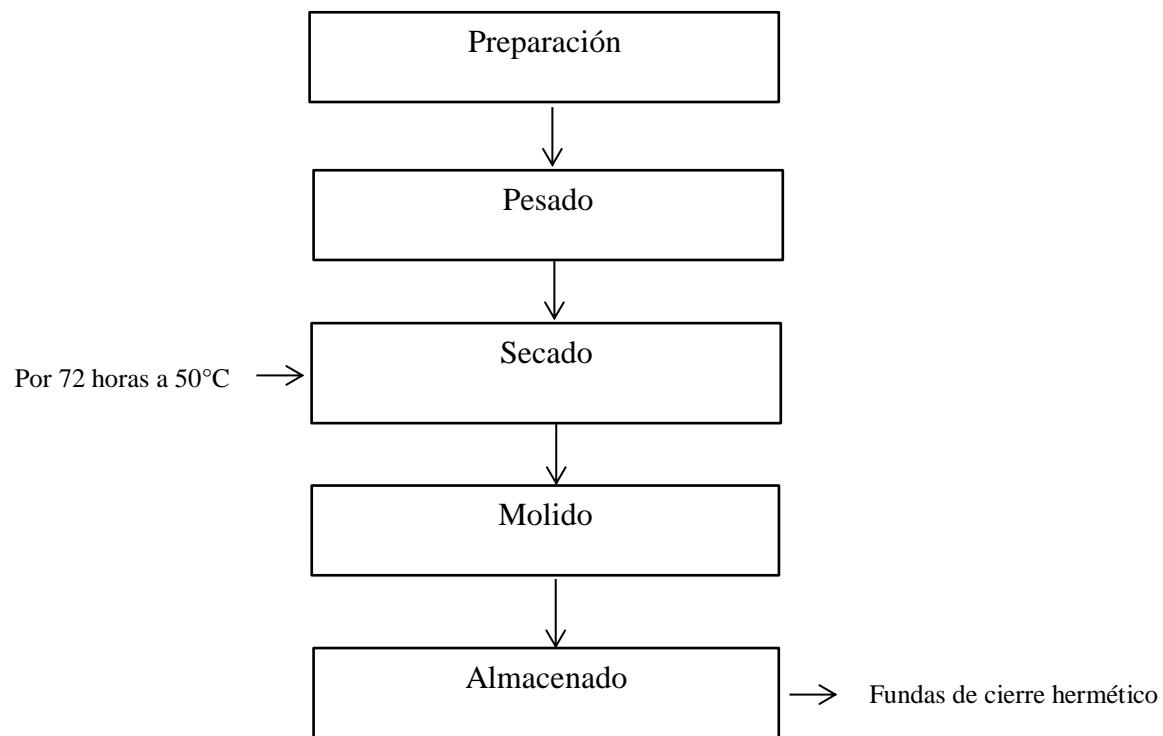 Preparación
Pesado
Secado
Por 72 horas a 50°C
Molido
Almacenado
Fundas de cierre hermético